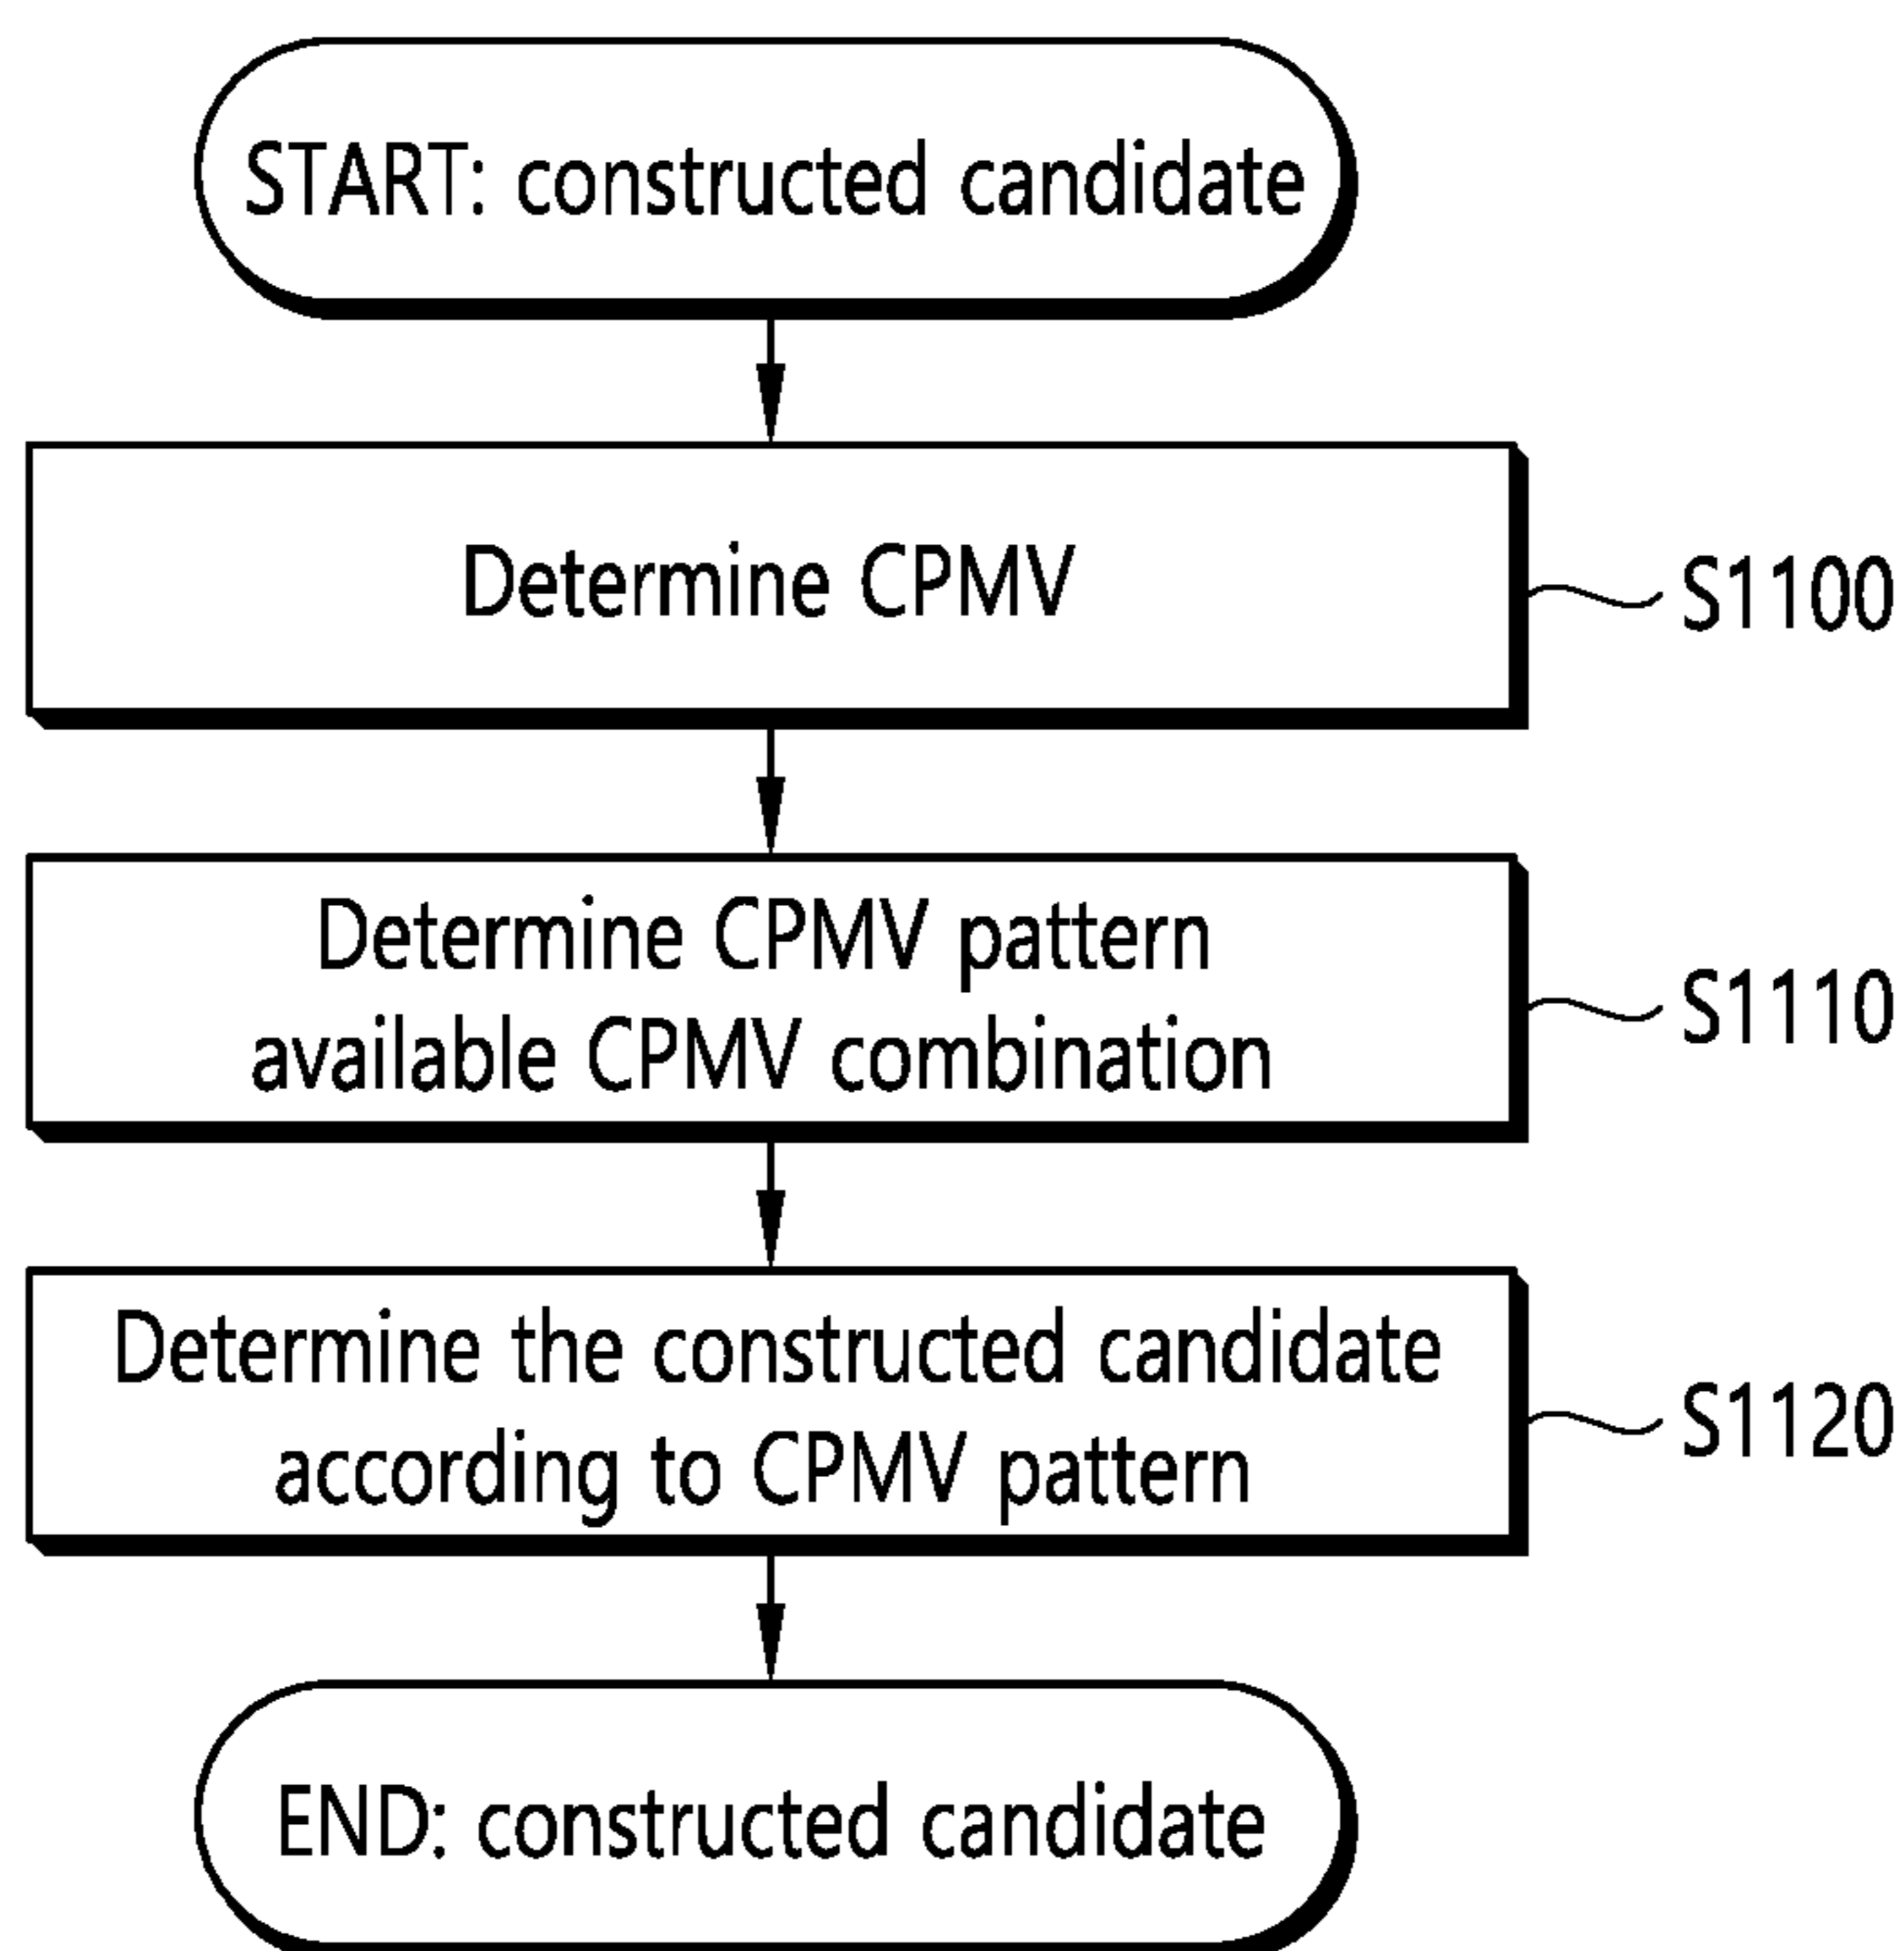 START: constructed candidate
Determine CPMV
S1100
Determine CPMV pattern
available CPMV combination
S1110
Determine the constructed candidate
according to CPMV pattern
S1120
END: constructed candidate